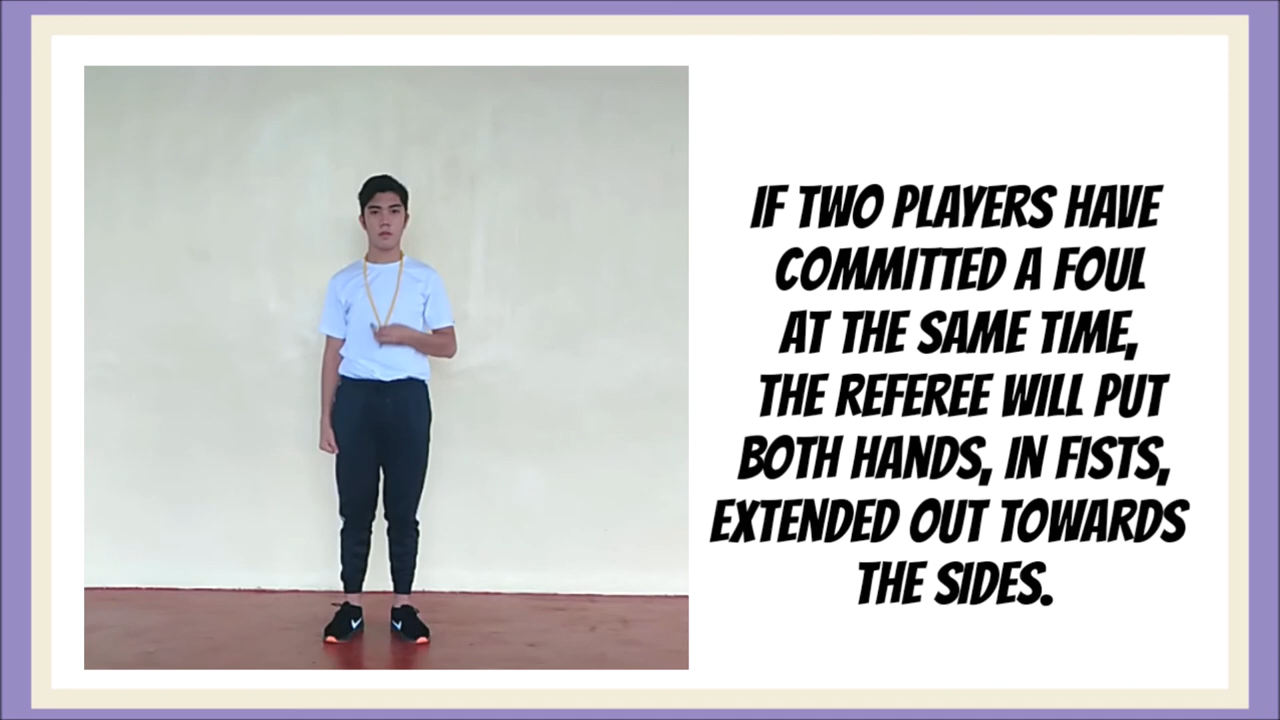 IF TWO PLAYERS HAVE
COMMITTED A FOUL
AT THE SAME TIME,
THE REFEREE WILL PUT
BOTH HANDS, IN FISTS,
EXTENDED OUT TOWARDS
THE SIDES.